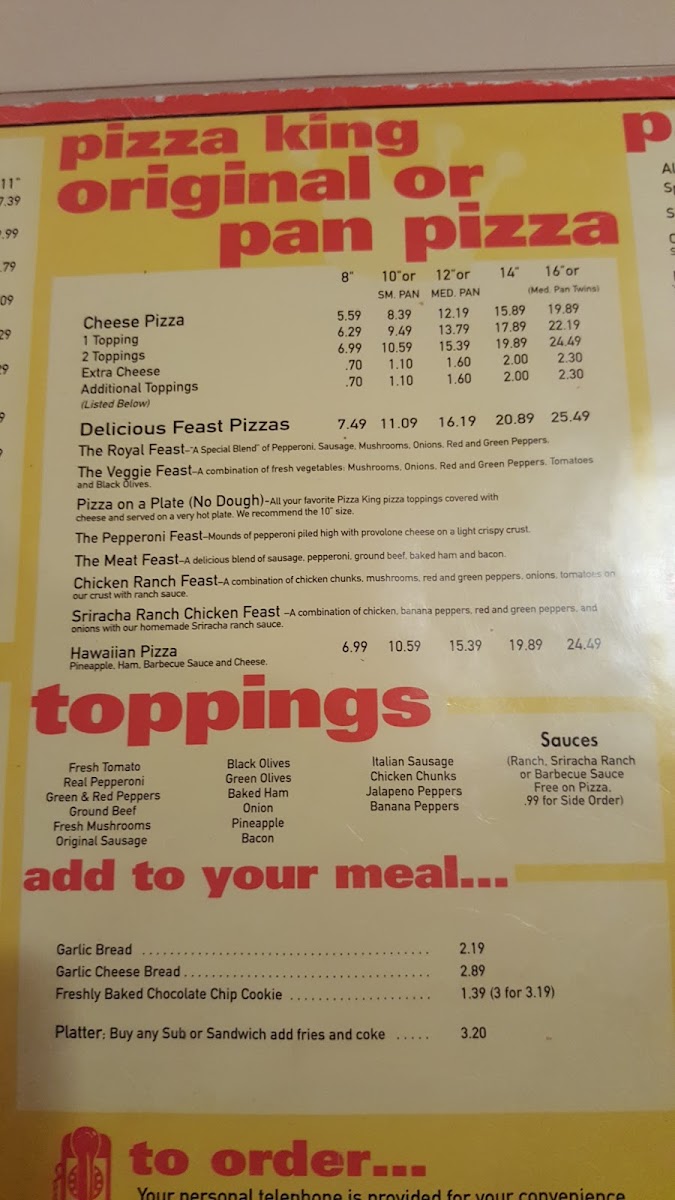 pizza king
original or
pan pizza
p
11"
7.39
.99
.79
09
29
8" 10"or 12"or 14" 16"or
SM. PAN MED. PAN (Med. Pan Twins)
Cheese Pizza 5.59 8.39 12.19 15.89 19.89
1 Topping 6.29 9.49 13.79 17.89 22.19
2 Toppings 6.99 10.59 15.39 19.89 24.49
Extra Cheese .70 1.10 1.60 2.00 2.30
Additional Toppings .70 1.10 1.60 2.00 2.30
(Listed Below)
Delicious Feast Pizzas 7.49 11.09 16.19 20.89 25.49
The Royal Feast–"A Special Blend" of Pepperoni, Sausage, Mushrooms, Onions, Red and Green Peppers.
The Veggie Feast–A combination of fresh vegetables: Mushrooms, Onions, Red and Green Peppers, Tomatoes
and Black Olives.
Pizza on a Plate (No Dough)–All your favorite Pizza King pizza toppings covered with
cheese and served on a very hot plate. We recommend the 10" size.
The Pepperoni Feast–Mounds of pepperoni piled high with provolone cheese on a light crispy crust.
The Meat Feast–A delicious blend of sausage, pepperoni, ground beef, baked ham and bacon.
Chicken Ranch Feast–A combination of chicken chunks, mushrooms, red and green peppers, onions, tomatoes on
our crust with ranch sauce.
Sriracha Ranch Chicken Feast –A combination of chicken, banana peppers, red and green peppers, and
onions with our homemade Sriracha ranch sauce.
Hawaiian Pizza 6.99 10.59 15.39 19.89 24.49
Pineapple, Ham, Barbecue Sauce and Cheese.
toppings
Fresh Tomato
Real Pepperoni
Green & Red Peppers
Ground Beef
Fresh Mushrooms
Original Sausage
Black Olives
Green Olives
Baked Ham
Onion
Pineapple
Bacon
Italian Sausage
Chicken Chunks
Jalapeno Peppers
Banana Peppers
Sauces
(Ranch, Sriracha Ranch
or Barbecue Sauce
Free on Pizza,
.99 for Side Order)
add to your meal...
Garlic Bread ........................................ 2.19
Garlic Cheese Bread................................... 2.89
Freshly Baked Chocolate Chip Cookie .................... 1.39 (3 for 3.19)
Platter: Buy any Sub or Sandwich add fries and coke ..... 3.20
to order...
Your personal telephone is provided for your convenience